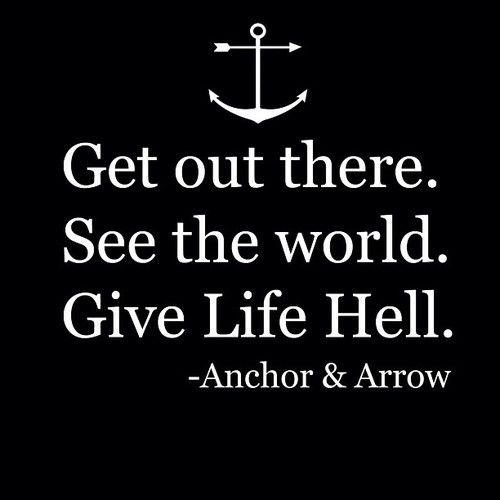 Get out there.
See the world.
Give Life Hell.
-Anchor & Arrow